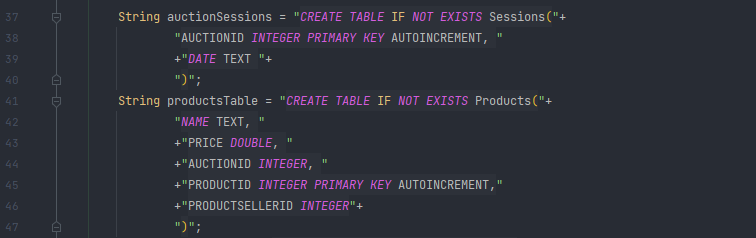 37 String auctionSessions = "CREATE TABLE IF NOT EXISTS Sessions("+
38 "AUCTIONID INTEGER PRIMARY KEY AUTOINCREMENT, "
39 +"DATE TEXT "+
40 ")";
41 String productsTable = "CREATE TABLE IF NOT EXISTS Products("+
42 "NAME TEXT, "
43 +"PRICE DOUBLE, "
44 +"AUCTIONID INTEGER, "
45 +"PRODUCTID INTEGER PRIMARY KEY AUTOINCREMENT,"
46 +"PRODUCTSELLERID INTEGER"+
47 ")";